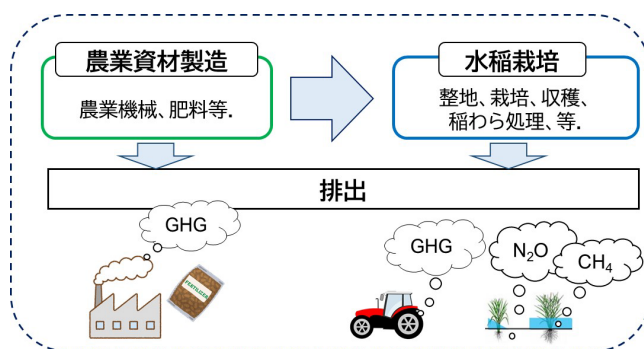 農業資材製造
農業機械、肥料等.
水稲栽培
整地、栽培、収穫、
稲わら処理、等.
排出
GHG
FERTILIZER
GHG
N₂O
CH₄